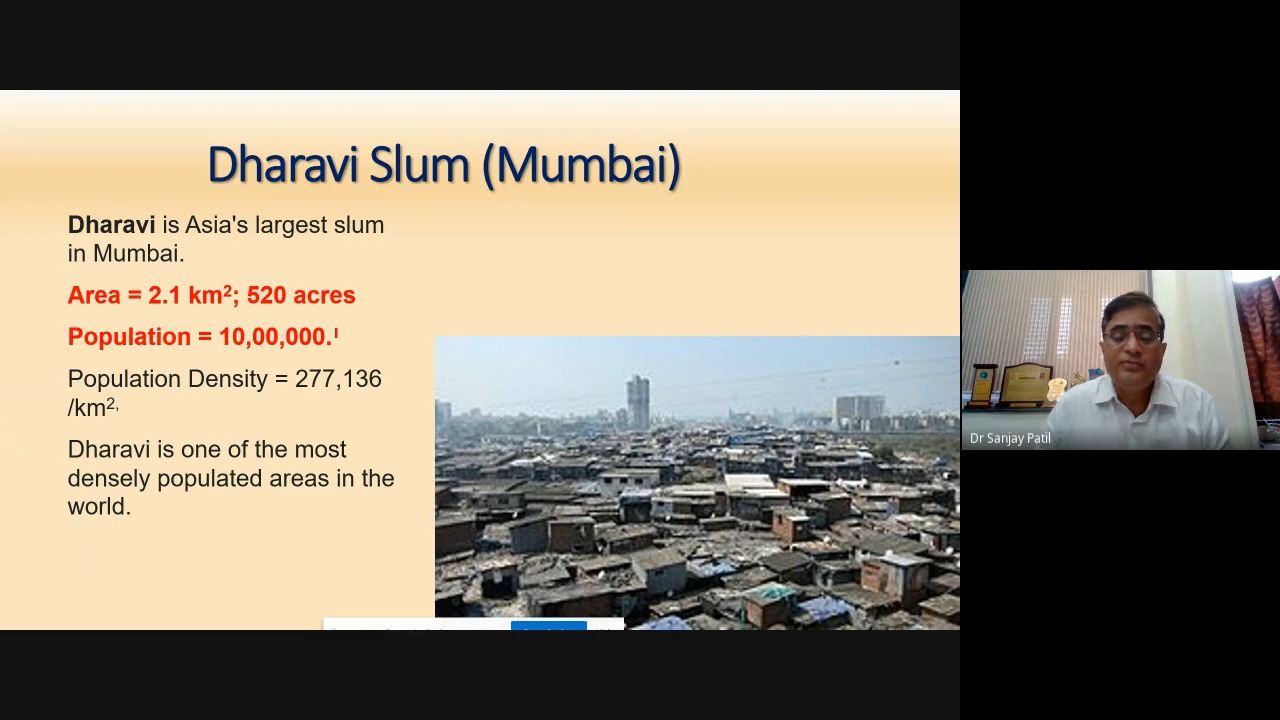 Dharavi Slum (Mumbai)
Dharavi is Asia's largest slum
in Mumbai.
Area = 2.1 km²; 520 acres
Population = 10,00,000.ᴵ
Population Density = 277,136
/km²,
Dharavi is one of the most
densely populated areas in the
world.
Dr Sanjay Patil